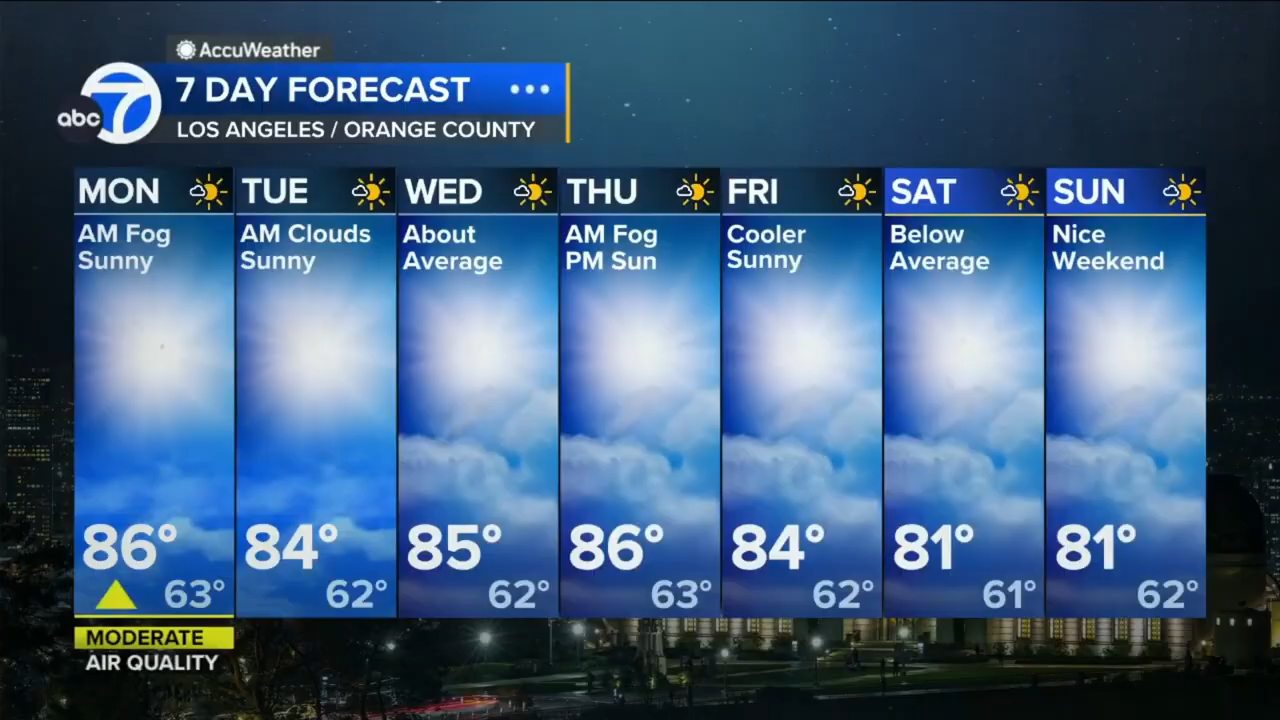 AccuWeather
abc 7
7 DAY FORECAST
LOS ANGELES / ORANGE COUNTY
MON
AM Fog
Sunny
86°
63°
MODERATE
AIR QUALITY
TUE
AM Clouds
Sunny
84°
62°
WED
About
Average
85°
62°
THU
AM Fog
PM Sun
86°
63°
FRI
Cooler
Sunny
84°
62°
SAT
Below
Average
81°
61°
SUN
Nice
Weekend
81°
62°